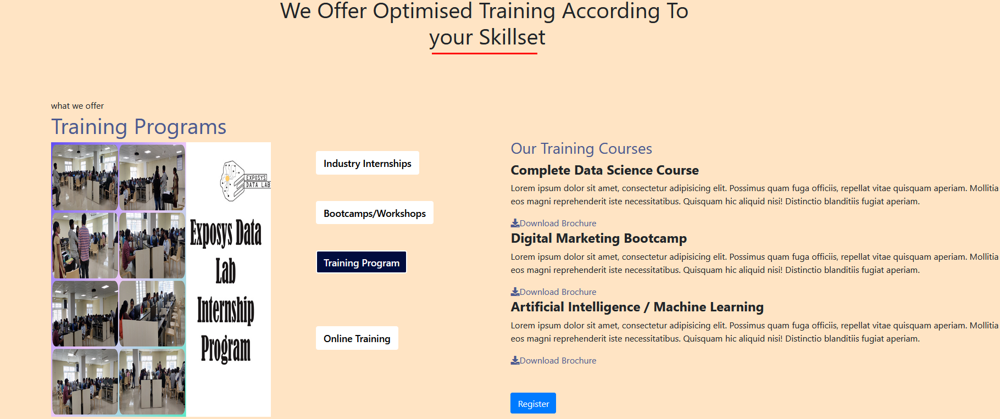 We Offer Optimised Training According To
your Skillset
what we offer
Training Programs
EXPOSYS
DATA LAB
Exposys Data
Lab
Internship
Program
Industry Internships
Bootcamps/Workshops
Training Program
Online Training
Our Training Courses
Complete Data Science Course
Lorem ipsum dolor sit amet, consectetur adipisicing elit. Possimus quam fuga officiis, repellat vitae quisquam aperiam. Mollitia
eos magni reprehenderit iste necessitatibus. Quisquam hic aliquid nisi! Distinctio blanditiis fugiat aperiam.
Download Brochure
Digital Marketing Bootcamp
Lorem ipsum dolor sit amet, consectetur adipisicing elit. Possimus quam fuga officiis, repellat vitae quisquam aperiam. Mollitia
eos magni reprehenderit iste necessitatibus. Quisquam hic aliquid nisi! Distinctio blanditiis fugiat aperiam.
Download Brochure
Artificial Intelligence / Machine Learning
Lorem ipsum dolor sit amet, consectetur adipisicing elit. Possimus quam fuga officiis, repellat vitae quisquam aperiam. Mollitia
eos magni reprehenderit iste necessitatibus. Quisquam hic aliquid nisi! Distinctio blanditiis fugiat aperiam.
Download Brochure
Register